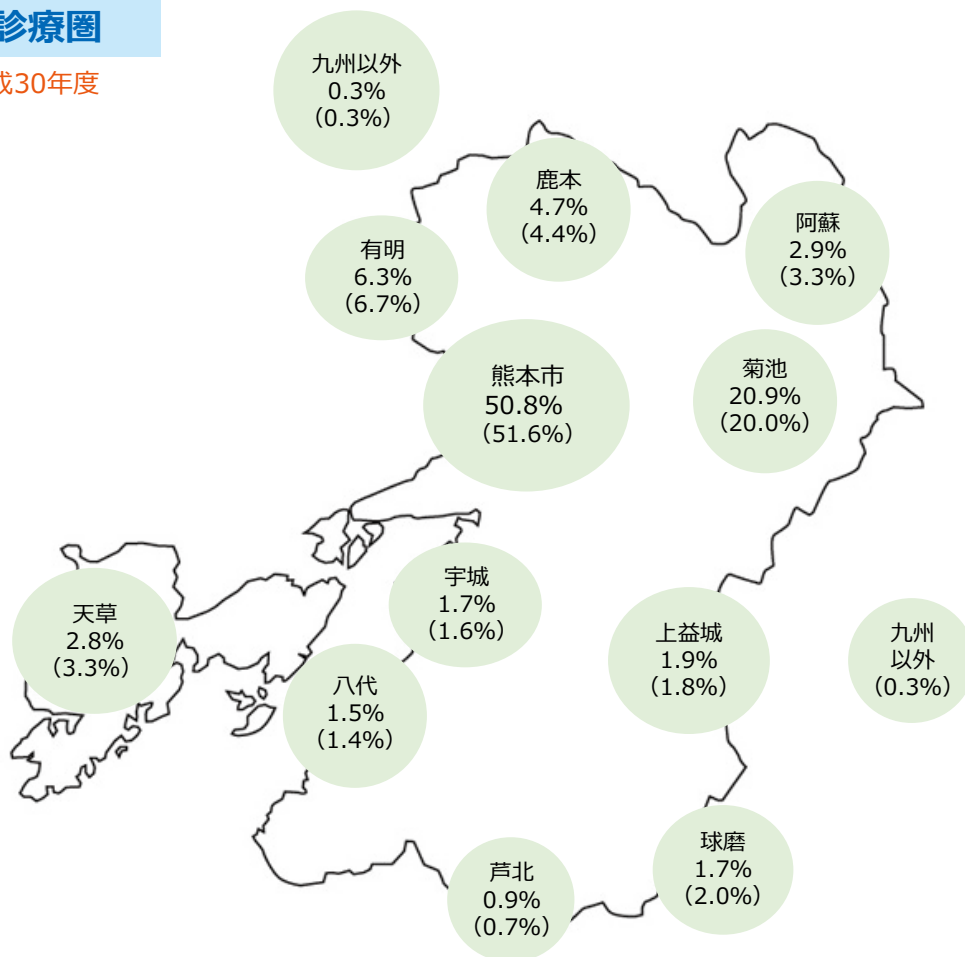 診療圏
成30年度
九州以外
0.3%
（0.3%）
鹿本
4.7%
（4.4%）
阿蘇
2.9%
（3.3%）
有明
6.3%
（6.7%）
熊本市
50.8%
（51.6%）
菊池
20.9%
（20.0%）
宇城
1.7%
（1.6%）
天草
2.8%
（3.3%）
上益城
1.9%
（1.8%）
九州
以外
（0.3%）
八代
1.5%
（1.4%）
球磨
1.7%
（2.0%）
芦北
0.9%
（0.7%）